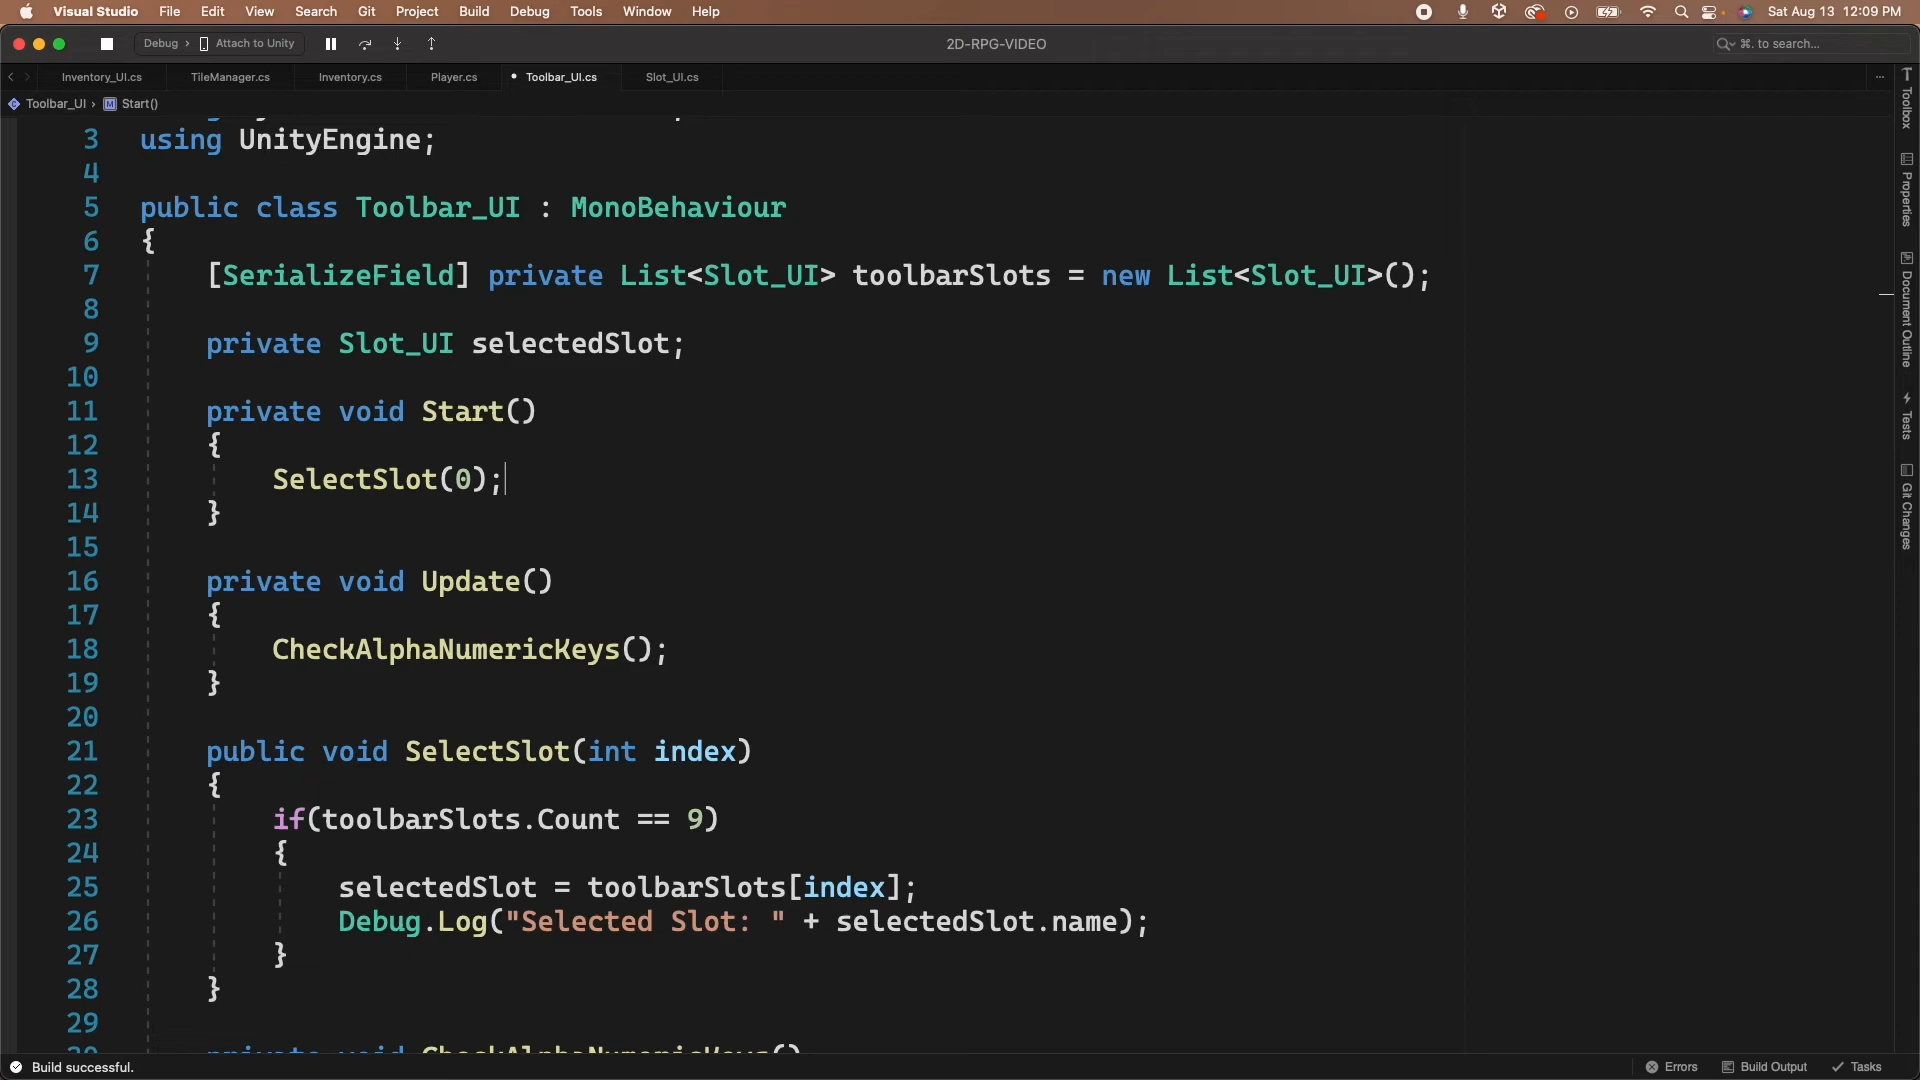 Visual Studio File Edit View Search Git Project Build Debug Tools Window Help Sat Aug 13 12:09 PM
Debug › Attach to Unity 2D-RPG-VIDEO ⌘. to search...
Inventory_UI.cs TileManager.cs Inventory.cs Player.cs Toolbar_UI.cs Slot_UI.cs
Toolbar_UI › M Start()
3 using UnityEngine;
4
5 public class Toolbar_UI : MonoBehaviour
6 {
7 [SerializeField] private List<Slot_UI> toolbarSlots = new List<Slot_UI>();
8
9 private Slot_UI selectedSlot;
10
11 private void Start()
12 {
13 SelectSlot(0);
14 }
15
16 private void Update()
17 {
18 CheckAlphaNumericKeys();
19 }
20
21 public void SelectSlot(int index)
22 {
23 if(toolbarSlots.Count == 9)
24 {
25 selectedSlot = toolbarSlots[index];
26 Debug.Log("Selected Slot: " + selectedSlot.name);
27 }
28 }
29
30 private void CheckAlphaNumericKeys()
Toolbox
Properties
Document Outline
Tests
Git Changes
Build successful. Errors Build Output Tasks